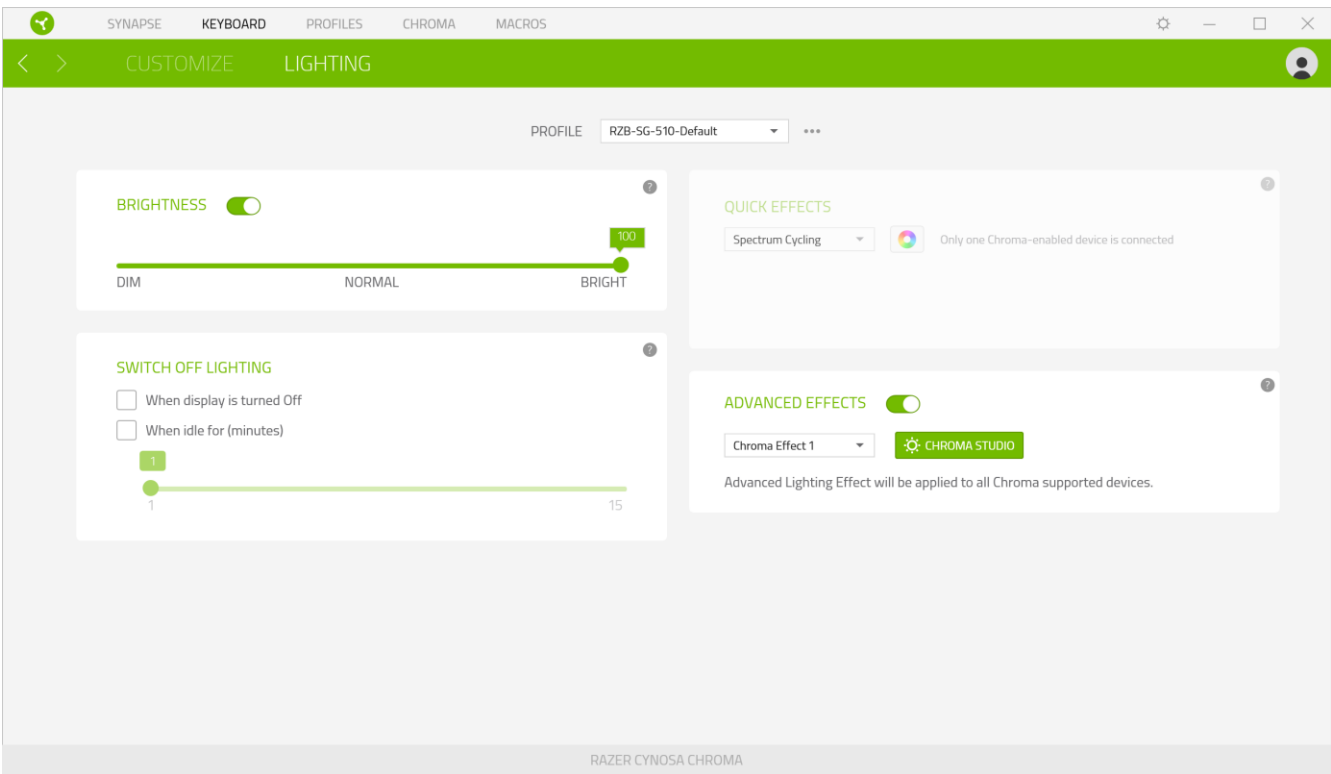 SYNAPSE KEYBOARD PROFILES CHROMA MACROS
CUSTOMIZE LIGHTING
PROFILE RZB-SG-510-Default
BRIGHTNESS
?
100
DIM NORMAL BRIGHT
SWITCH OFF LIGHTING
?
When display is turned Off
When idle for (minutes)
1
1 15
QUICK EFFECTS
?
Spectrum Cycling Only one Chroma-enabled device is connected
ADVANCED EFFECTS
?
Chroma Effect 1 CHROMA STUDIO
Advanced Lighting Effect will be applied to all Chroma supported devices.
RAZER CYNOSA CHROMA